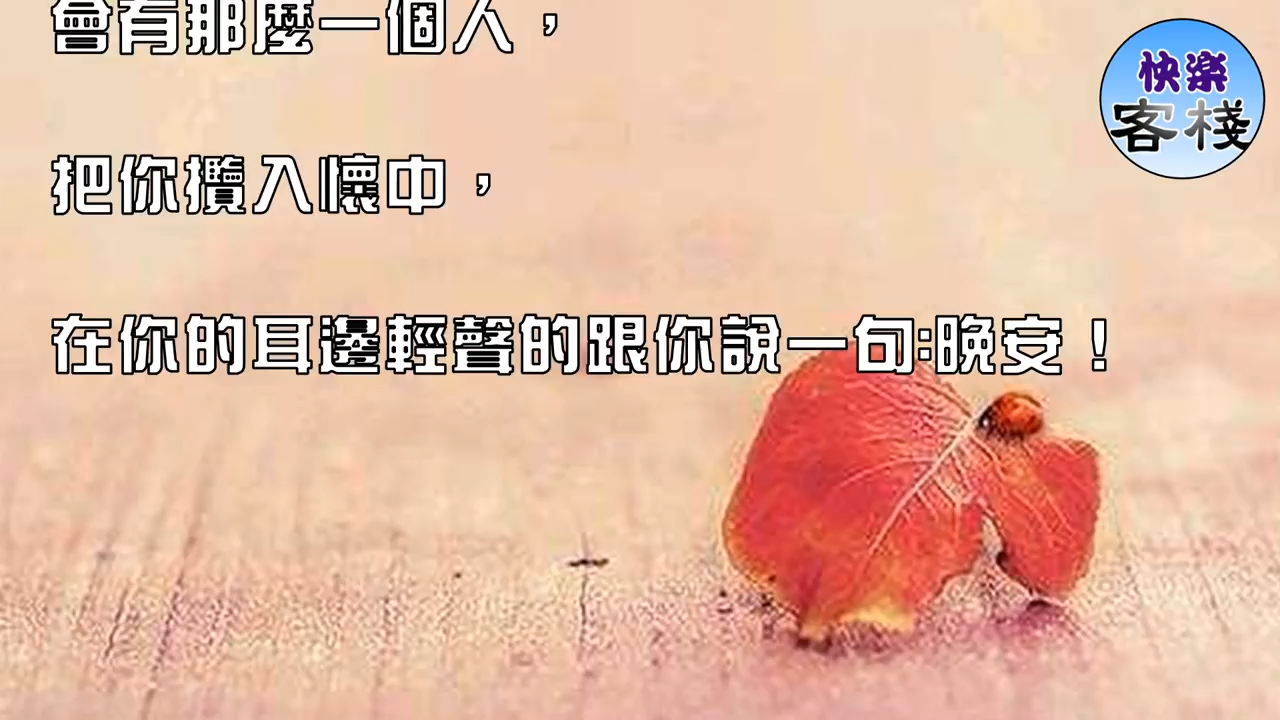 會有那麼一個人，
把你攬入懷中，
在你的耳邊輕聲的跟你說一句:晚安！
快樂
客棧